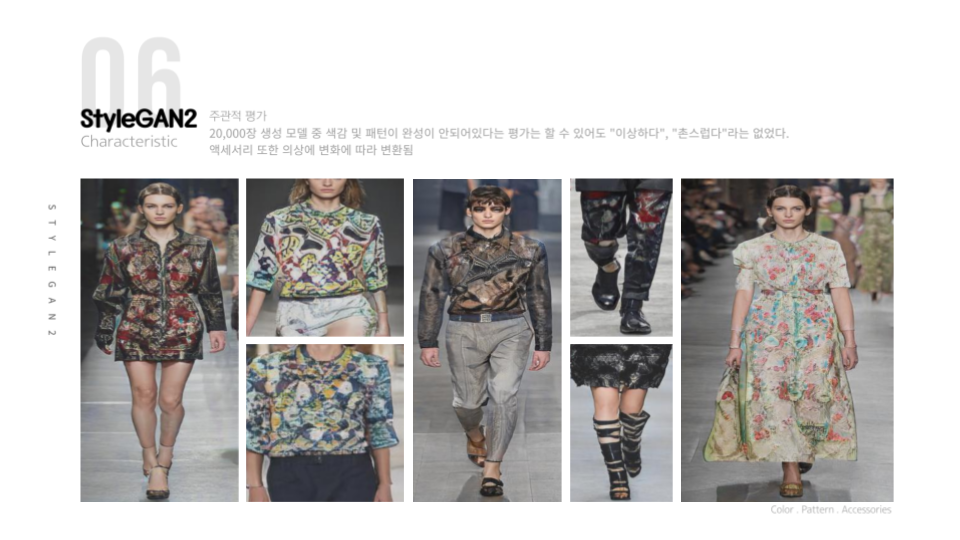 06
StyleGAN2
Characteristic
주관적 평가
20,000장 생성 모델 중 색감 및 패턴이 완성이 안되어있다는 평가는 할 수 있어도 "이상하다", "촌스럽다"라는 없었다.
액세서리 또한 의상에 변화에 따라 변환됨
STYLEGAN2
Color . Pattern . Accessories